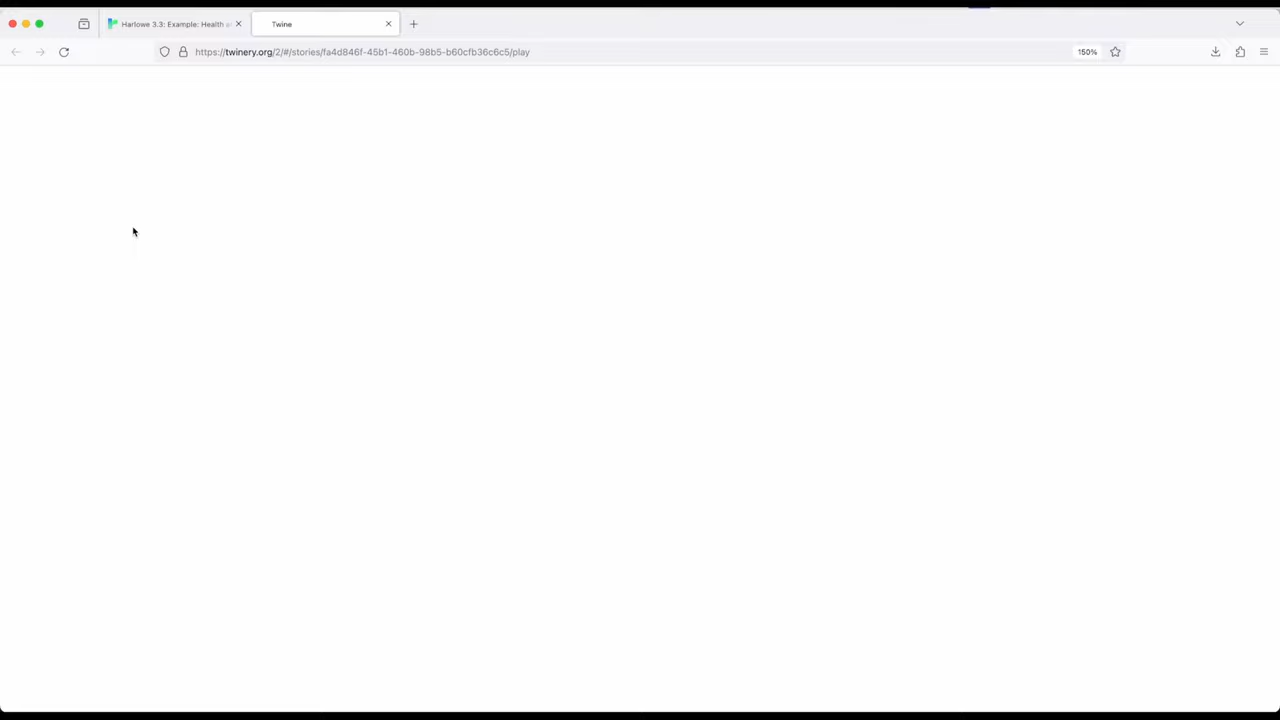 Harlowe 3.3: Example: Health a
Twine
https://twinery.org/2/#/stories/fa4d846f-45b1-460b-98b5-b60cfb36c6c5/play
150%